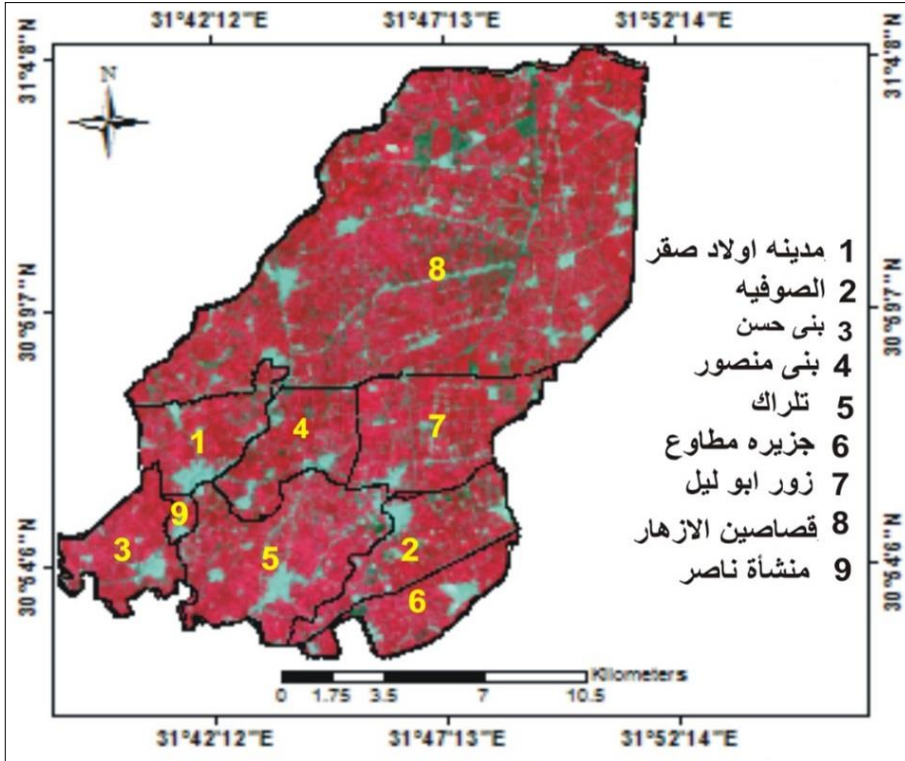 31°42'12"E 31°47'13"E 31°52'14"E
31°4'8"N 31°4'8"N
N
8
30°59'7"N 30°59'7"N
1 مدينه اولاد صقر
2 الصوفيه
3 بنى حسن
4 بنى منصور
5 تلراك
6 جزيره مطاوع
7 زور ابو ليل
8 قصاصين الازهار
9 منشأة ناصر
1 4 7
9
3 5 2
6
30°54'6"N 30°54'6"N
Kilometers
0 1.75 3.5 7 10.5
31°42'12"E 31°47'13"E 31°52'14"E